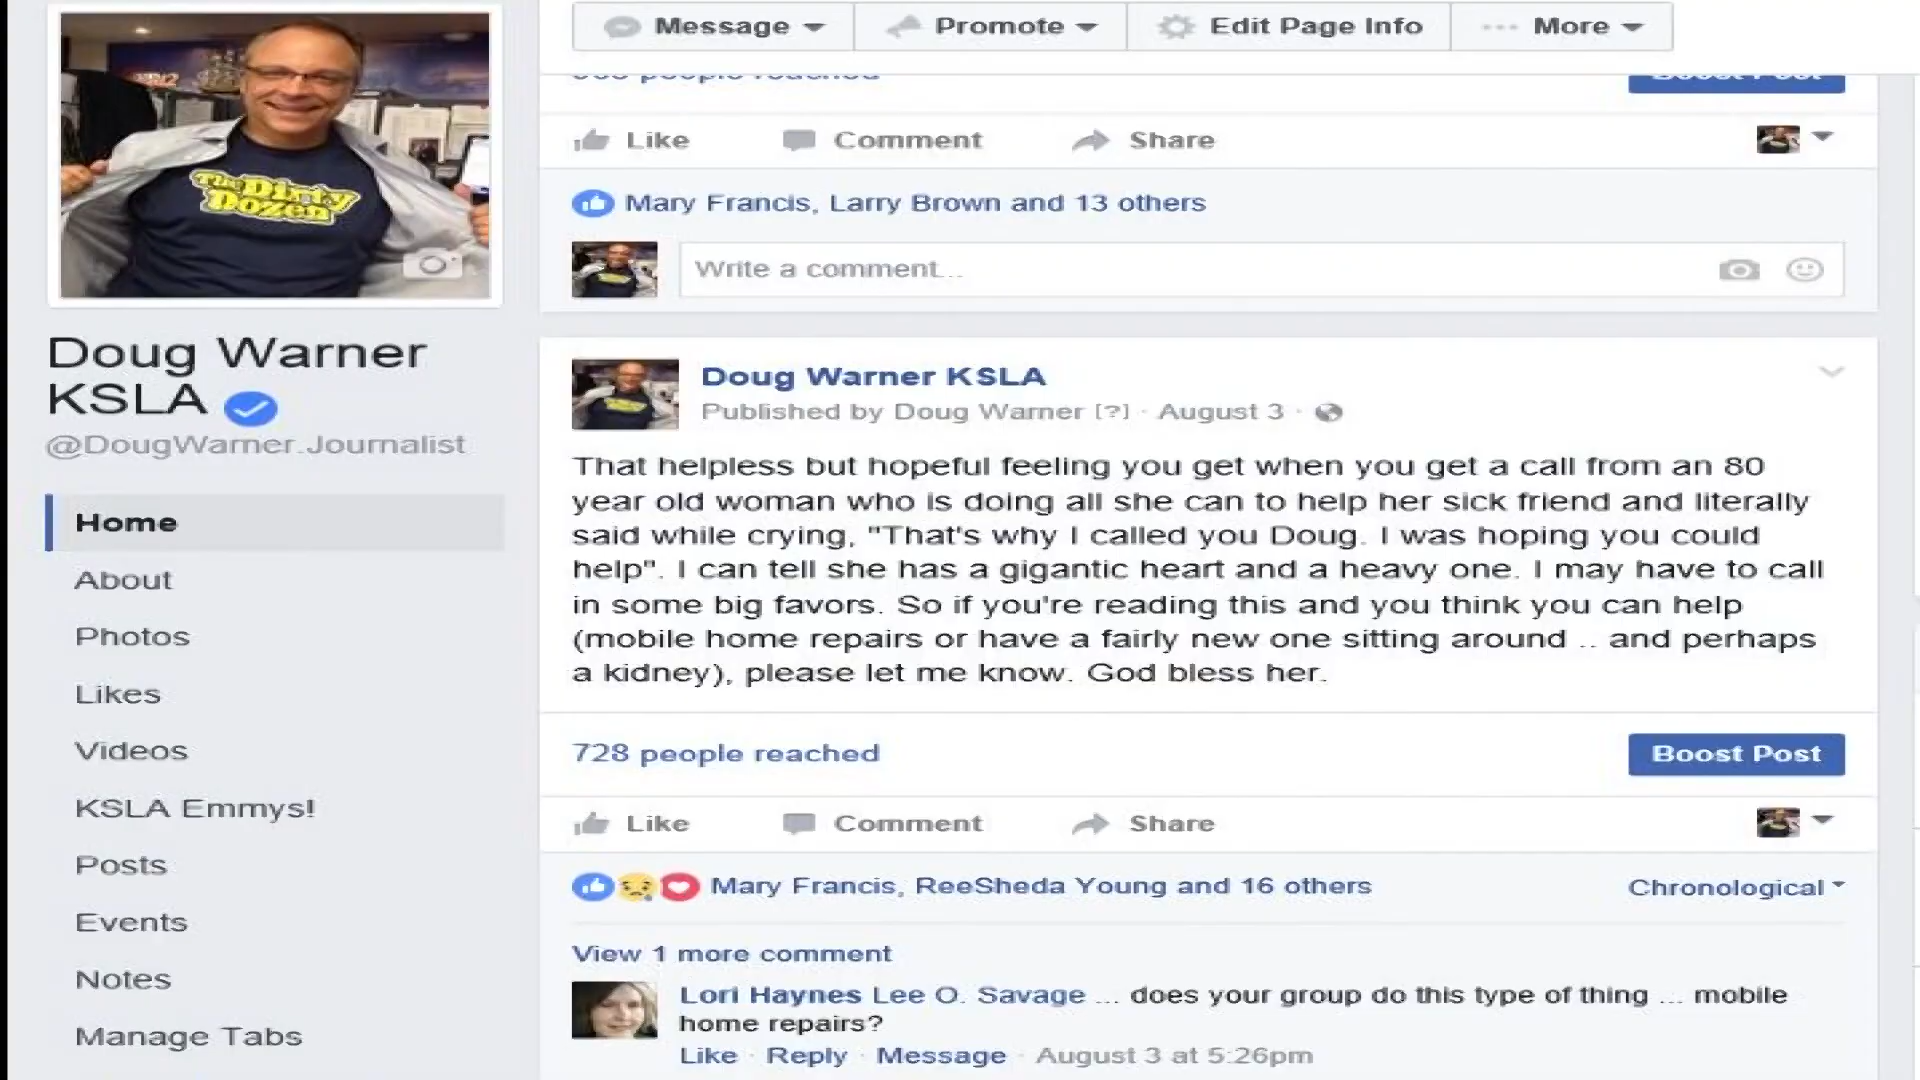 Message
Promote
Edit Page Info
More
people reached
Boost Post
Like
Comment
Share
Mary Francis, Larry Brown and 13 others
Write a comment...
The Dirty
Dozen
Doug Warner
KSLA
@DougWarner.Journalist
Home
About
Photos
Likes
Videos
KSLA Emmys!
Posts
Events
Notes
Manage Tabs
Doug Warner KSLA
Published by Doug Warner [?] · August 3 ·
That helpless but hopeful feeling you get when you get a call from an 80
year old woman who is doing all she can to help her sick friend and literally
said while crying, "That's why I called you Doug. I was hoping you could
help". I can tell she has a gigantic heart and a heavy one. I may have to call
in some big favors. So if you're reading this and you think you can help
(mobile home repairs or have a fairly new one sitting around .. and perhaps
a kidney), please let me know. God bless her.
728 people reached
Boost Post
Like
Comment
Share
Mary Francis, ReeSheda Young and 16 others
Chronological
View 1 more comment
Lori Haynes Lee O. Savage ... does your group do this type of thing ... mobile
home repairs?
Like · Reply · Message · August 3 at 5:26pm